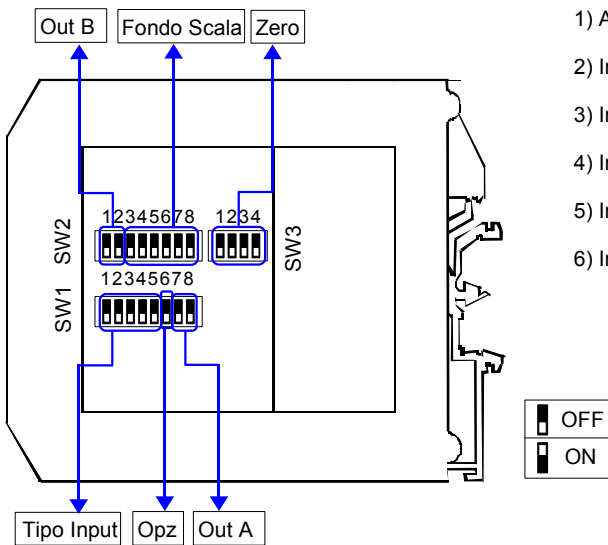 Out B
Fondo Scala
Zero
1) A
2) In
3) In
4) In
5) In
6) In
12345678
1234
SW2
SW3
12345678
SW1
OFF
ON
Tipo Input
Opz
Out A